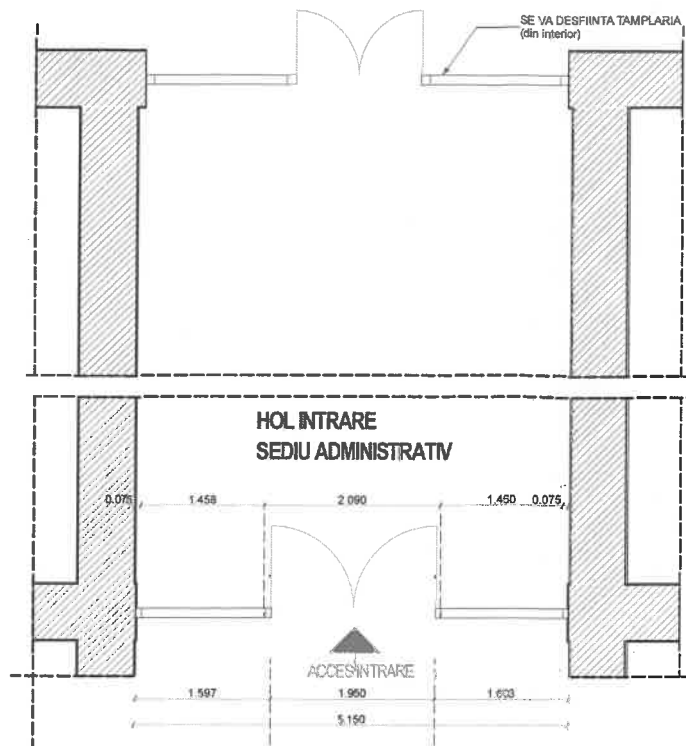 SE VA DESFIINTA TAMPLARIA
(din interior)
HOL INTRARE
SEDIU ADMINISTRATIV
0.075 1.458 2.090 1.450 0.075
ACCES INTRARE
1.597 1.950 1.603
5.150